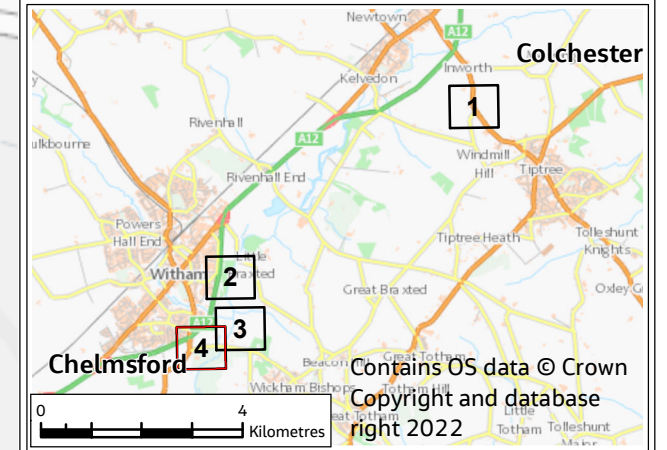 Newtown
A12
Colchester
Inworth
Kelvedon
1
Rivenhall
A12
Windmill
Hill
Tiptree
Rivenhall End
Powers
Hall End
Tiptree Heath
Tolleshunt
Knights
Witham
Little
Braxted
2
Great Braxted
Oxley G
A12
3
4
Chelmsford
Great Totham
Wickham Bishops
Totham Hill
Little
Totham
Tolleshunt
Contains OS data © Crown
Copyright and database
right 2022
0
4
Kilometres